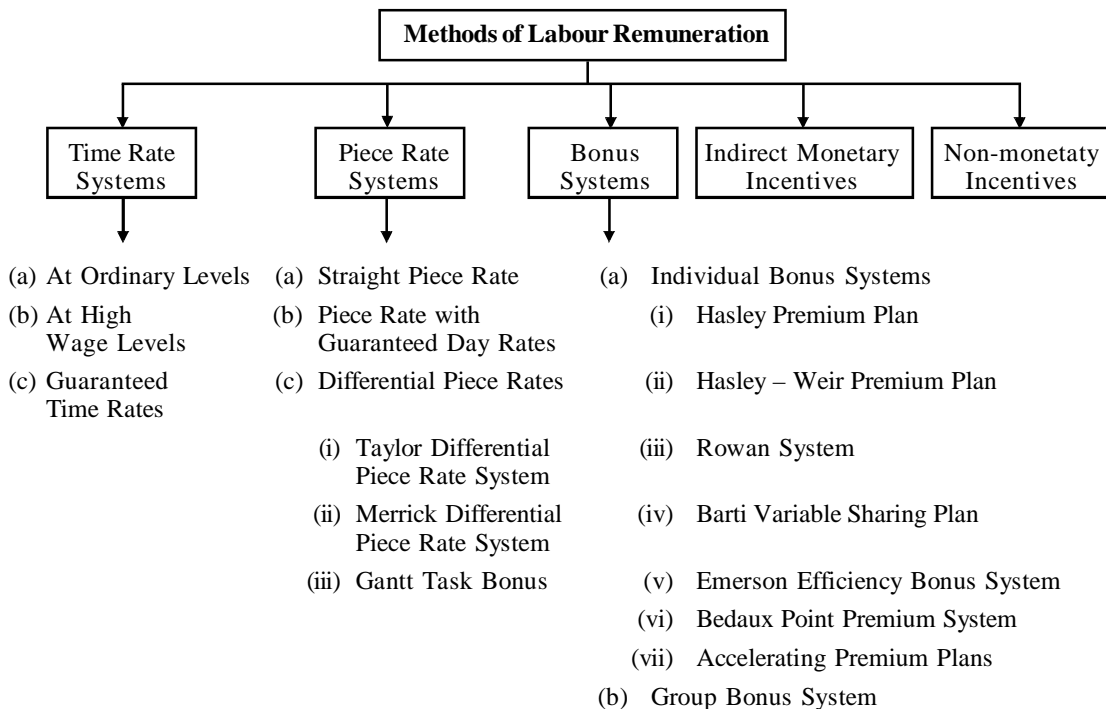 Methods of Labour Remuneration
Time Rate
Systems
Piece Rate
Systems
Bonus
Systems
Indirect Monetary
Incentives
Non-monetaty
Incentives
(a) At Ordinary Levels
(b) At High
Wage Levels
(c) Guaranteed
Time Rates
(a) Straight Piece Rate
(b) Piece Rate with
Guaranteed Day Rates
(c) Differential Piece Rates
(i) Taylor Differential
Piece Rate System
(ii) Merrick Differential
Piece Rate System
(iii) Gantt Task Bonus
(a) Individual Bonus Systems
(i) Hasley Premium Plan
(ii) Hasley – Weir Premium Plan
(iii) Rowan System
(iv) Barti Variable Sharing Plan
(v) Emerson Efficiency Bonus System
(vi) Bedaux Point Premium System
(vii) Accelerating Premium Plans
(b) Group Bonus System